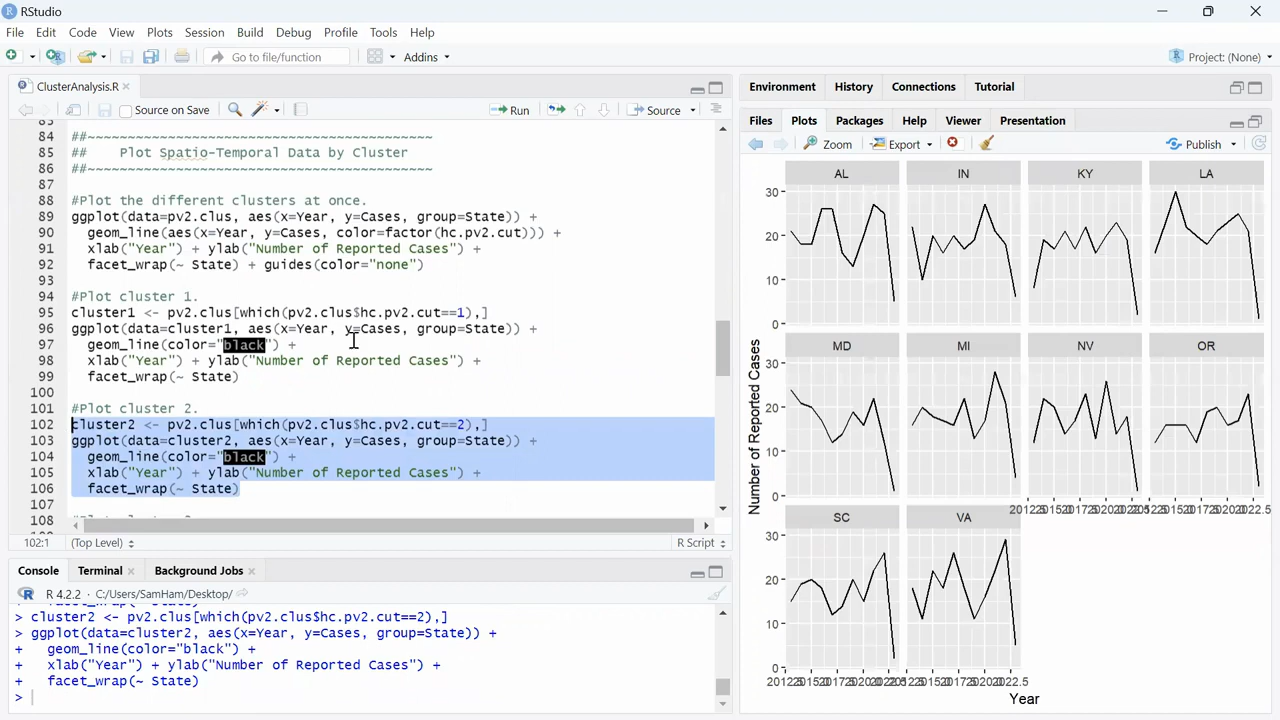 RStudio
File Edit Code View Plots Session Build Debug Profile Tools Help
Go to file/function Addins Project: (None)
ClusterAnalysis.R
Source on Save Run Source
84 ##~~~~~~~~~~~~~~~~~~~~~~~~~~~~~~~~~~~~~~~~~~~
85 ## Plot Spatio-Temporal Data by Cluster
86 ##~~~~~~~~~~~~~~~~~~~~~~~~~~~~~~~~~~~~~~~~~~~
87
88 #Plot the different clusters at once.
89 ggplot(data=pv2.clus, aes(x=Year, y=Cases, group=State)) +
90 geom_line(aes(x=Year, y=Cases, color=factor(hc.pv2.cut))) +
91 xlab("Year") + ylab("Number of Reported Cases") +
92 facet_wrap(~ State) + guides(color="none")
93
94 #Plot cluster 1.
95 cluster1 <- pv2.clus[which(pv2.clus$hc.pv2.cut==1),]
96 ggplot(data=cluster1, aes(x=Year, y=Cases, group=State)) +
97 geom_line(color="black") +
98 xlab("Year") + ylab("Number of Reported Cases") +
99 facet_wrap(~ State)
100
101 #Plot cluster 2.
102 cluster2 <- pv2.clus[which(pv2.clus$hc.pv2.cut==2),]
103 ggplot(data=cluster2, aes(x=Year, y=Cases, group=State)) +
104 geom_line(color="black") +
105 xlab("Year") + ylab("Number of Reported Cases") +
106 facet_wrap(~ State)
107
108
102:1 (Top Level) R Script
Console Terminal Background Jobs
R 4.2.2 · C:/Users/SamHam/Desktop/
> cluster2 <- pv2.clus[which(pv2.clus$hc.pv2.cut==2),]
> ggplot(data=cluster2, aes(x=Year, y=Cases, group=State)) +
+ geom_line(color="black") +
+ xlab("Year") + ylab("Number of Reported Cases") +
+ facet_wrap(~ State)
>
Environment History Connections Tutorial
Files Plots Packages Help Viewer Presentation
Zoom Export Publish
AL IN KY LA
30
20
10
0
MD MI NV OR
30
20
10
0
SC VA
30
20
10
0
Number of Reported Cases
Year